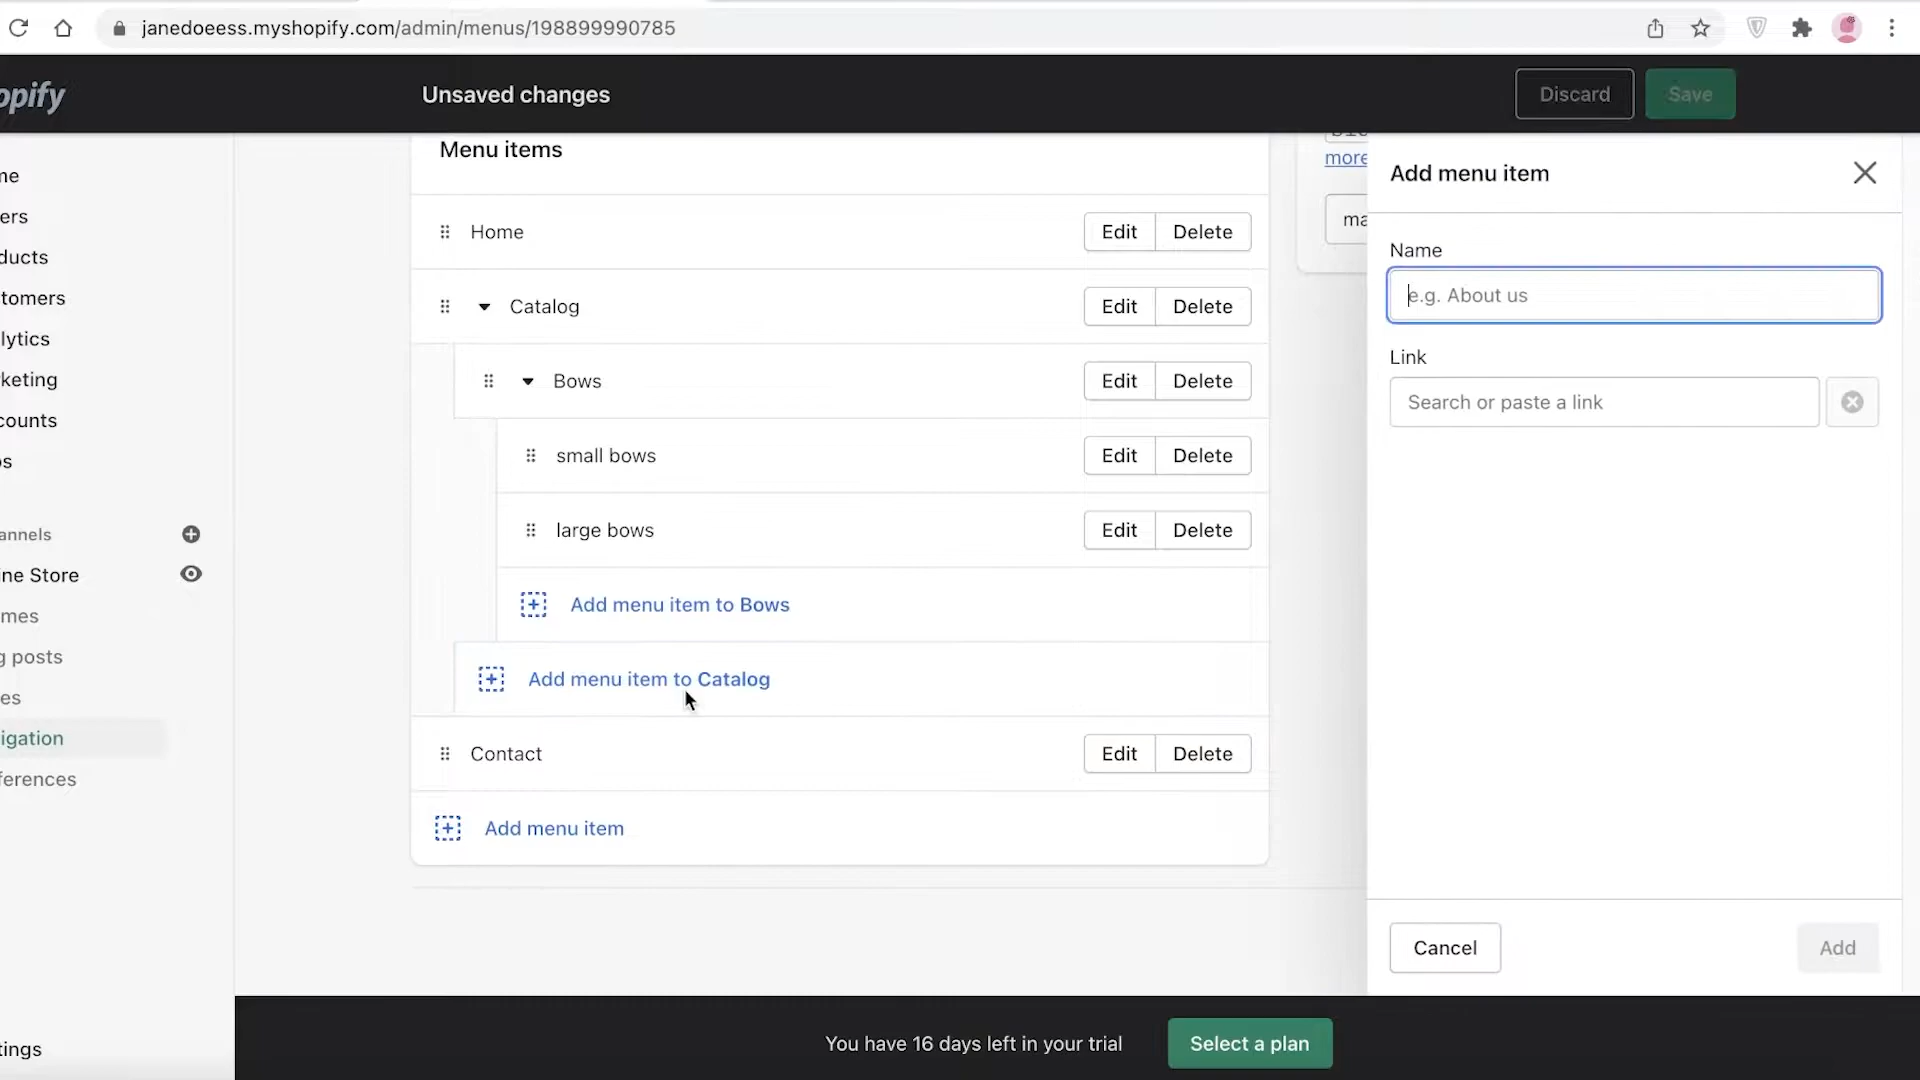 janedoeess.myshopify.com/admin/menus/198899990785
opify
Unsaved changes
Discard
Save
me
ers
ducts
tomers
lytics
keting
counts
s
annels
ine Store
mes
g posts
es
igation
ferences
tings
Menu items
Home
Edit
Delete
Catalog
Edit
Delete
Bows
Edit
Delete
small bows
Edit
Delete
large bows
Edit
Delete
Add menu item to Bows
Add menu item to Catalog
Contact
Edit
Delete
Add menu item
more
ma
Add menu item
Name
e.g. About us
Link
Search or paste a link
Cancel
Add
You have 16 days left in your trial
Select a plan